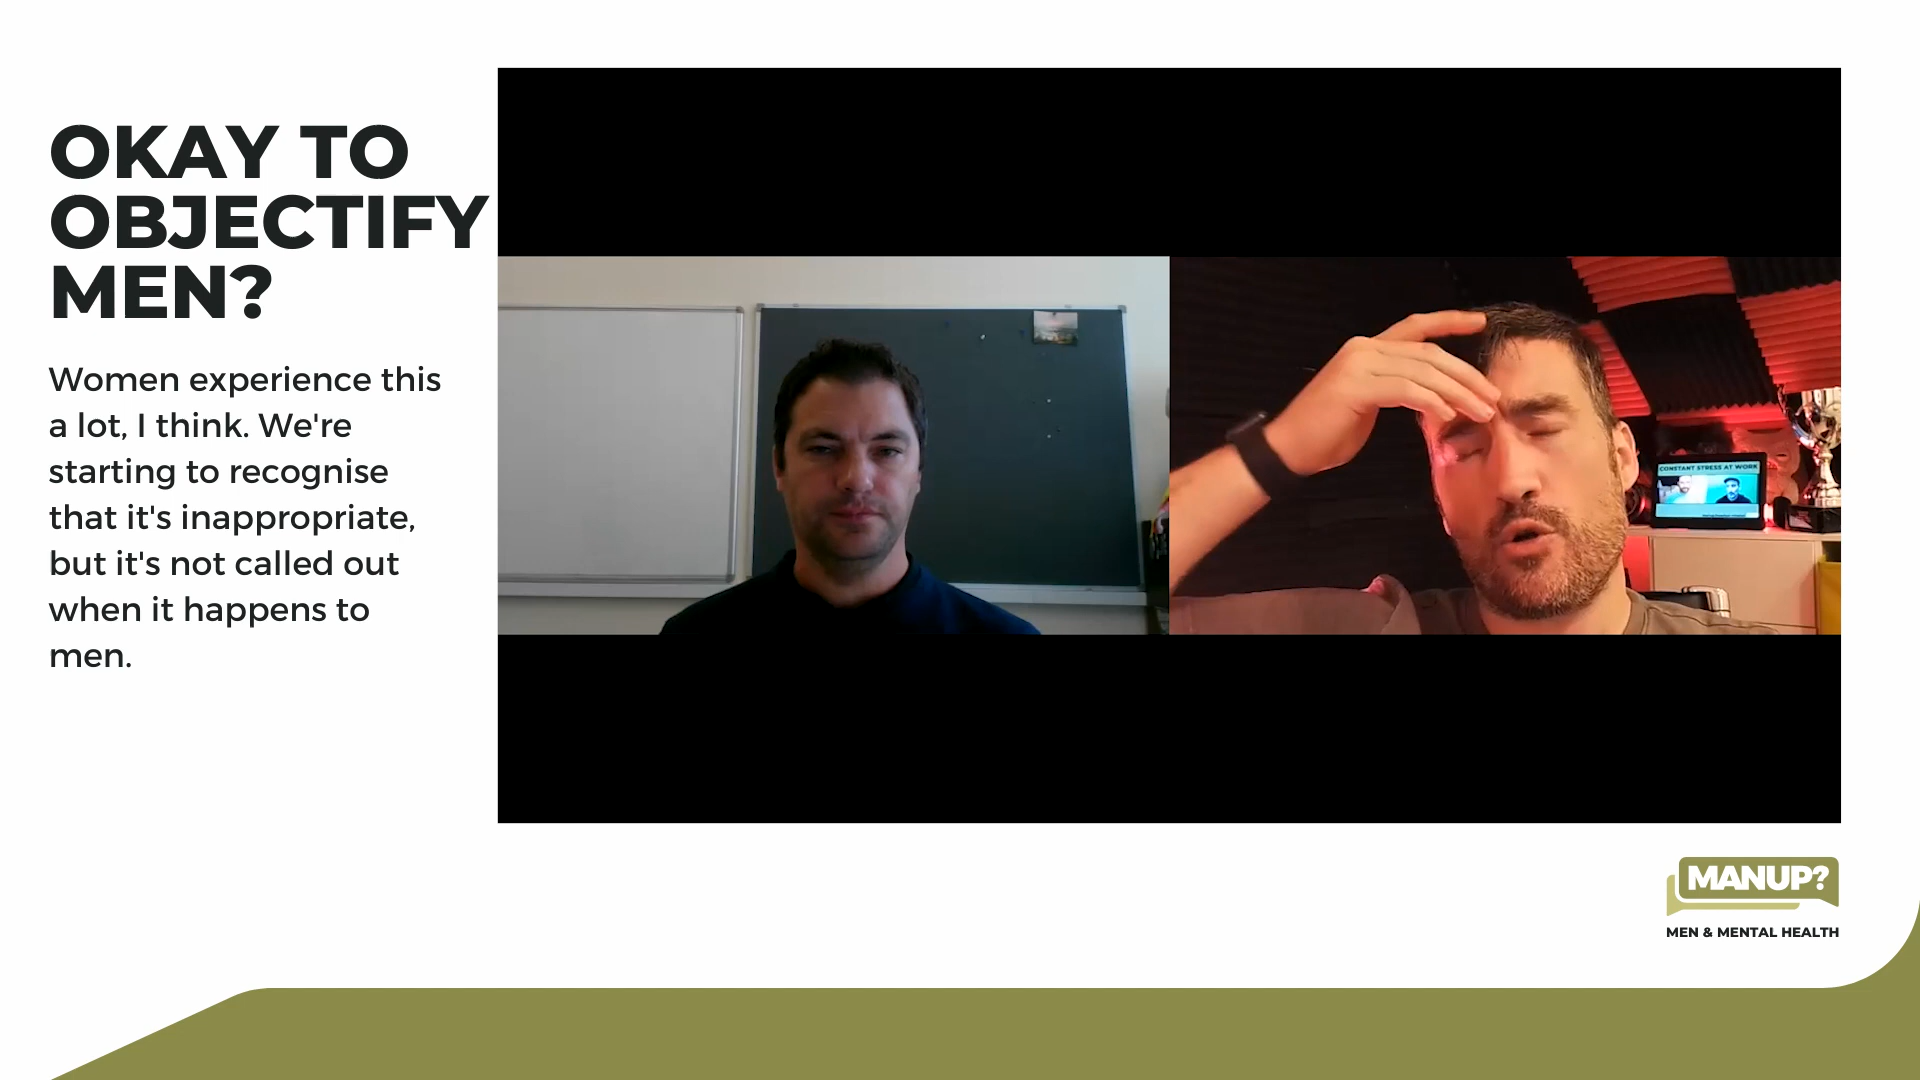 OKAY TO
OBJECTIFY
MEN?
Women experience this
a lot, I think. We're
starting to recognise
that it's inappropriate,
but it's not called out
when it happens to
men.
CONSTANT STRESS AT WORK
MANUP?
MEN & MENTAL HEALTH